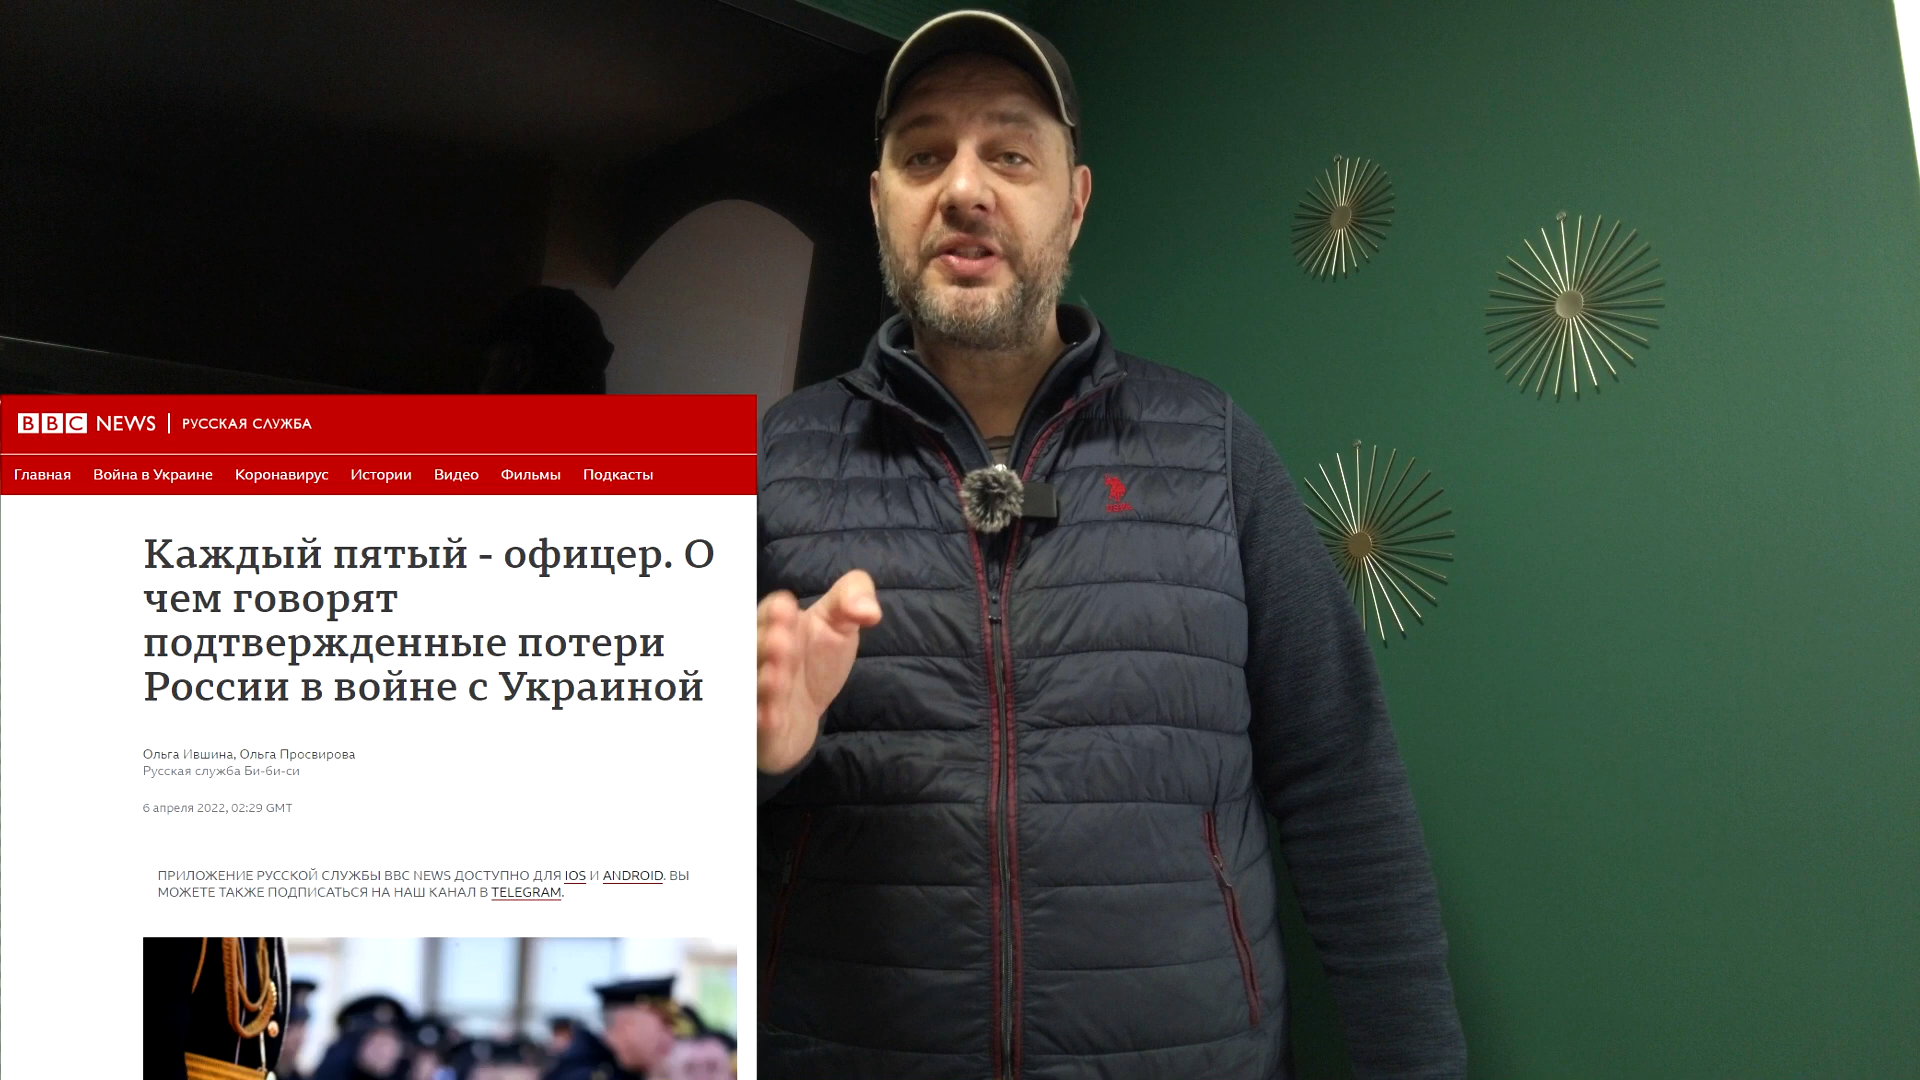 BBC NEWS РУССКАЯ СЛУЖБА
Главная Война в Украине Коронавирус Истории Видео Фильмы Подкасты
Каждый пятый - офицер. О
чем говорят
подтвержденные потери
России в войне с Украиной
Ольга Ившина, Ольга Просвирова
Русская служба Би-би-си
6 апреля 2022, 02:29 GMT
ПРИЛОЖЕНИЕ РУССКОЙ СЛУЖБЫ BBC NEWS ДОСТУПНО ДЛЯ IOS И ANDROID. ВЫ
МОЖЕТЕ ТАКЖЕ ПОДПИСАТЬСЯ НА НАШ КАНАЛ В TELEGRAM.